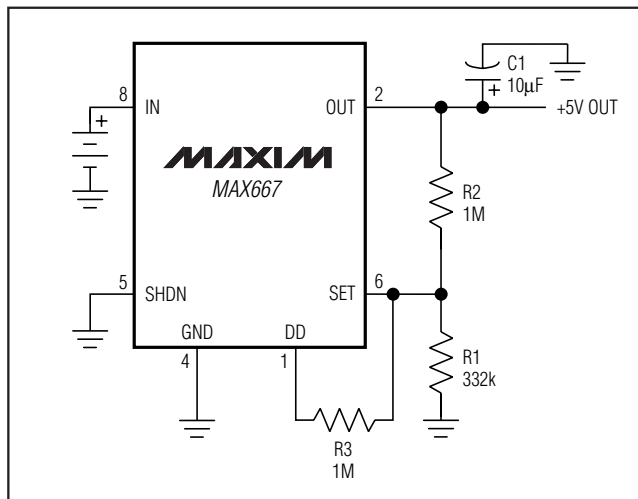 C1
10µF
+
8
IN
OUT
2
+5V OUT
+
MAXIM
MAX667
R2
1M
5
SHDN
SET
6
GND
DD
4
1
R1
332k
R3
1M